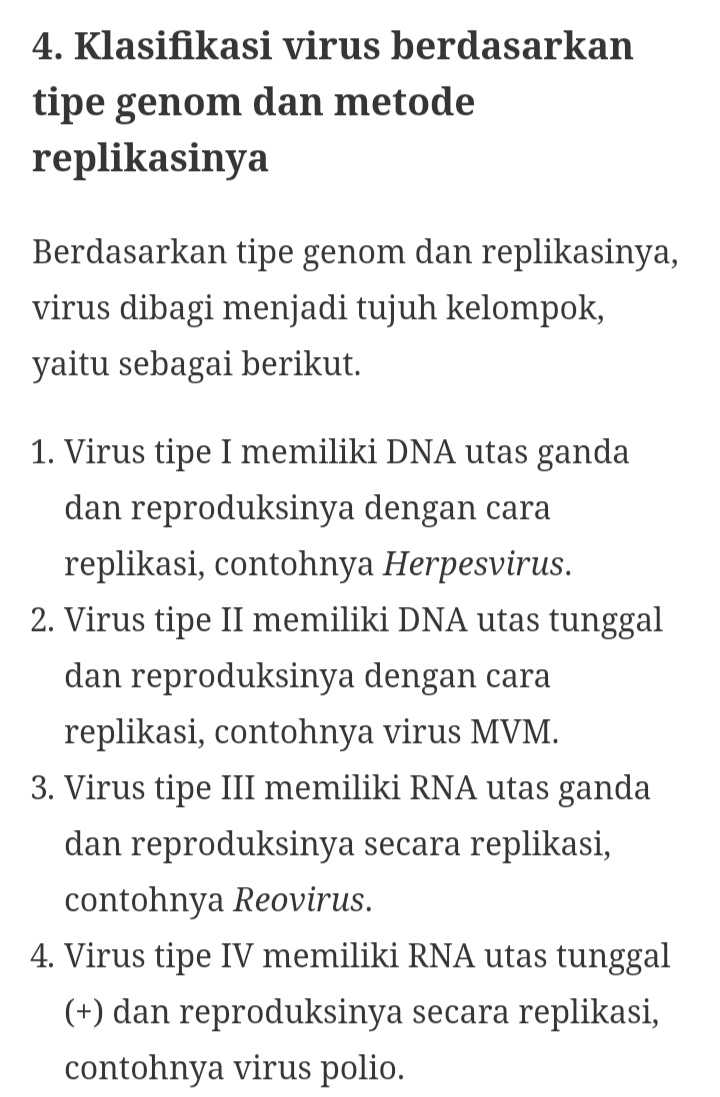 4. Klasifikasi virus berdasarkan
tipe genom dan metode
replikasinya
Berdasarkan tipe genom dan replikasinya,
virus dibagi menjadi tujuh kelompok,
yaitu sebagai berikut.
1. Virus tipe I memiliki DNA utas ganda
dan reproduksinya dengan cara
replikasi, contohnya Herpesvirus.
2. Virus tipe II memiliki DNA utas tunggal
dan reproduksinya dengan cara
replikasi, contohnya virus MVM.
3. Virus tipe III memiliki RNA utas ganda
dan reproduksinya secara replikasi,
contohnya Reovirus.
4. Virus tipe IV memiliki RNA utas tunggal
(+) dan reproduksinya secara replikasi,
contohnya virus polio.